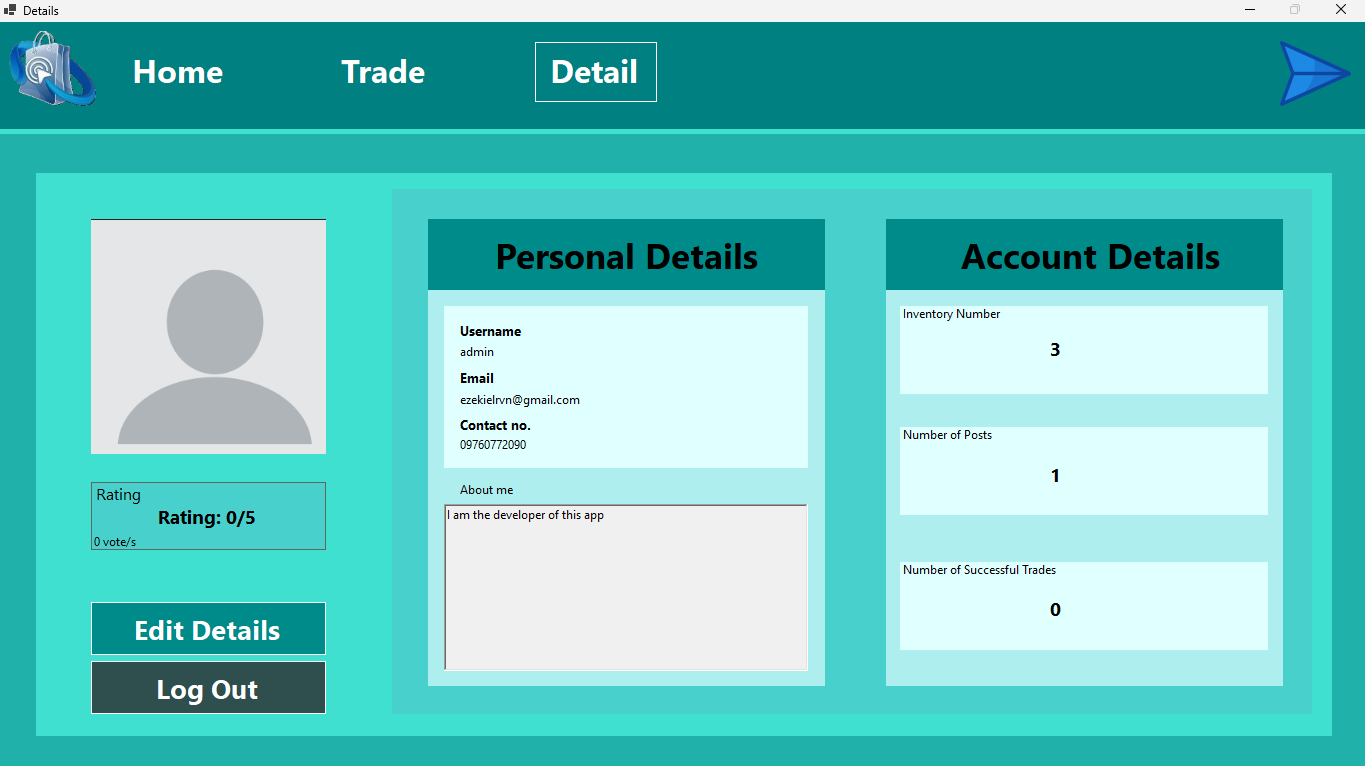 Details
Home
Trade
Detail
Rating
Rating: 0/5
0 vote/s
Edit Details
Log Out
Personal Details
Username
admin
Email
ezekielrvn@gmail.com
Contact no.
09760772090
About me
I am the developer of this app
Account Details
Inventory Number
3
Number of Posts
1
Number of Successful Trades
0